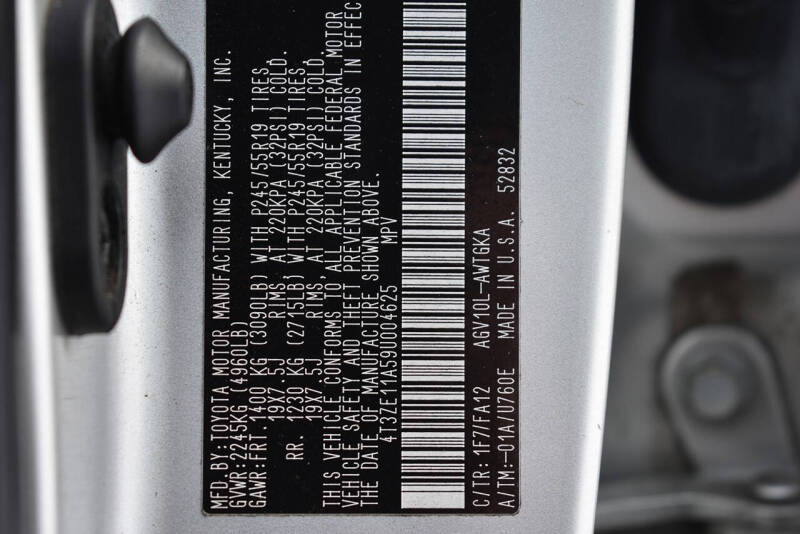 MFD.BY:TOYOTA MOTOR MANUFACTURING, KENTUCKY, INC.
GVWR:2245KG (4960LB)
GAWR:FRT.1400 KG (3090LB) WITH P245/55R19 TIRES,
19X7.5J RIMS, AT 220KPA (32PSI) COLD.
RR. 1230 KG (2715LB) WITH P245/55R19 TIRES,
19X7.5J RIMS, AT 220KPA (32PSI) COLD.
THIS VEHICLE CONFORMS TO ALL APPLICABLE FEDERAL MOTOR
VEHICLE SAFETY AND THEFT PREVENTION STANDARDS IN EFFEC
THE DATE OF MANUFACTURE SHOWN ABOVE.
4T3ZE11A59U004625 MPV
C/TR: 1F7/FA12 AGV10L-AWTGKA
A/TM:-01A/U760E MADE IN U.S.A. 52832